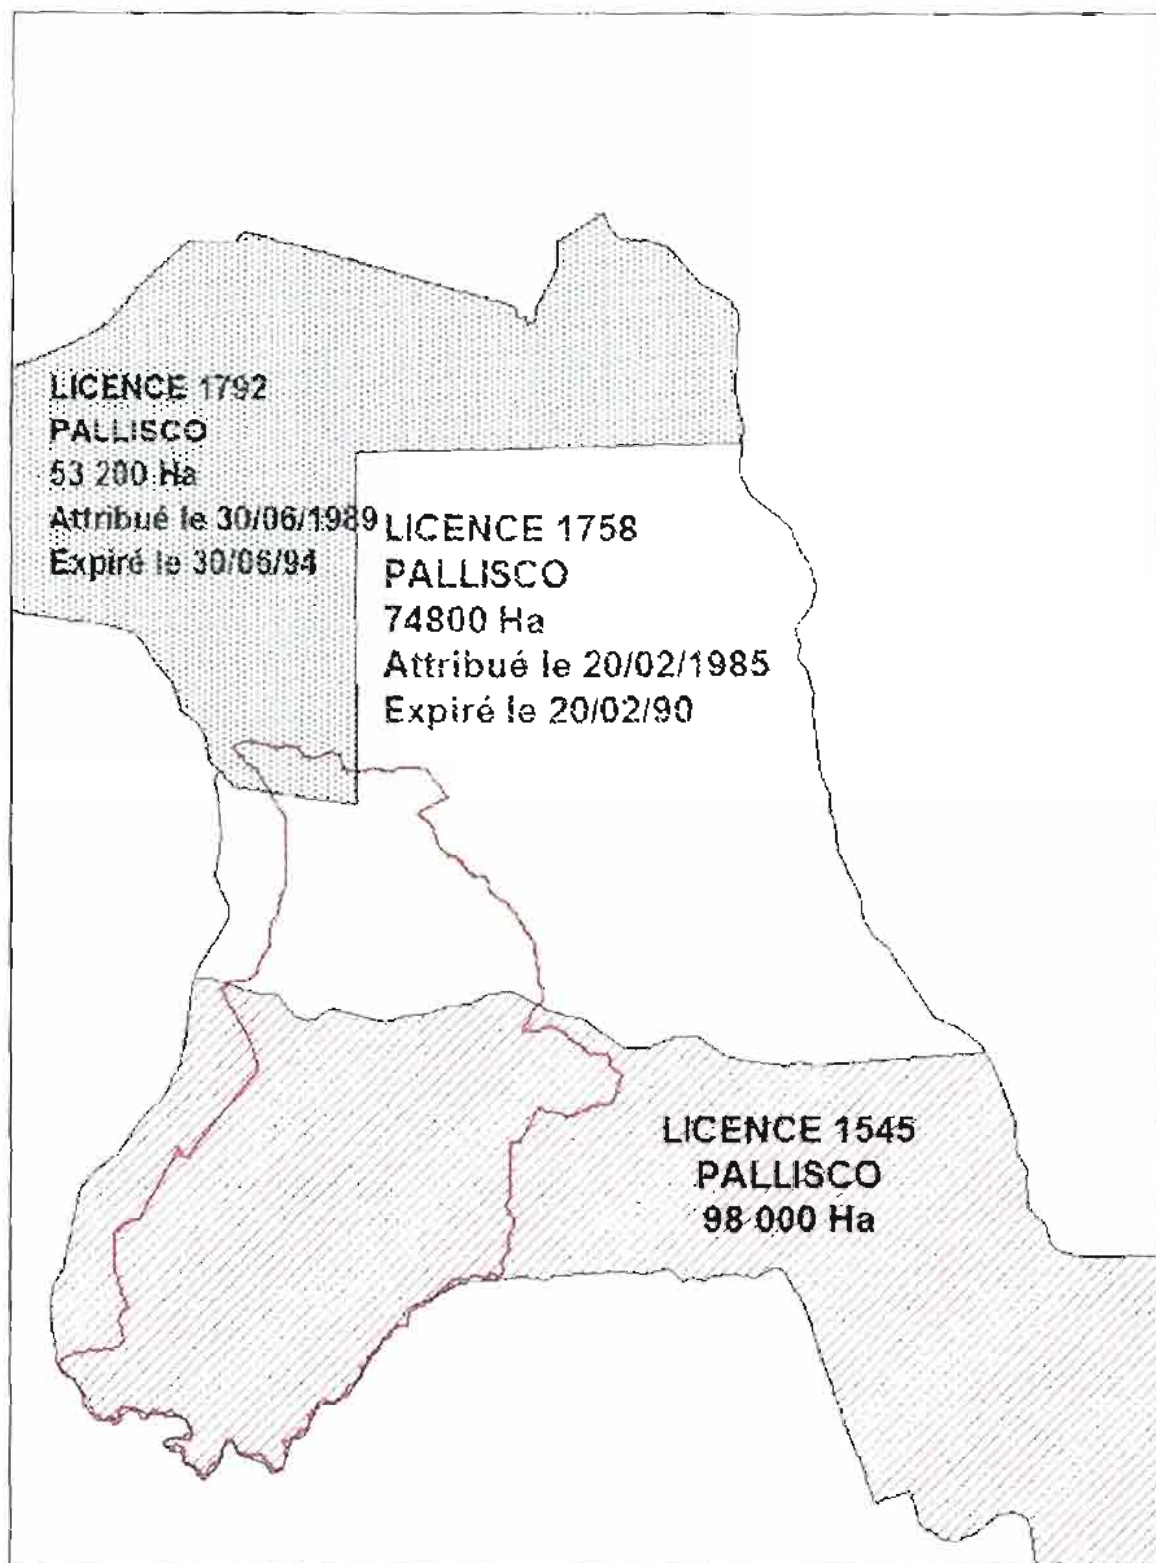 LICENCE 1792
PALLISCO
53 200 Ha
Attribué le 30/06/1989
Expiré le 30/06/94
LICENCE 1758
PALLISCO
74800 Ha
Attribué le 20/02/1985
Expiré le 20/02/90
LICENCE 1545
PALLISCO
98 000 Ha